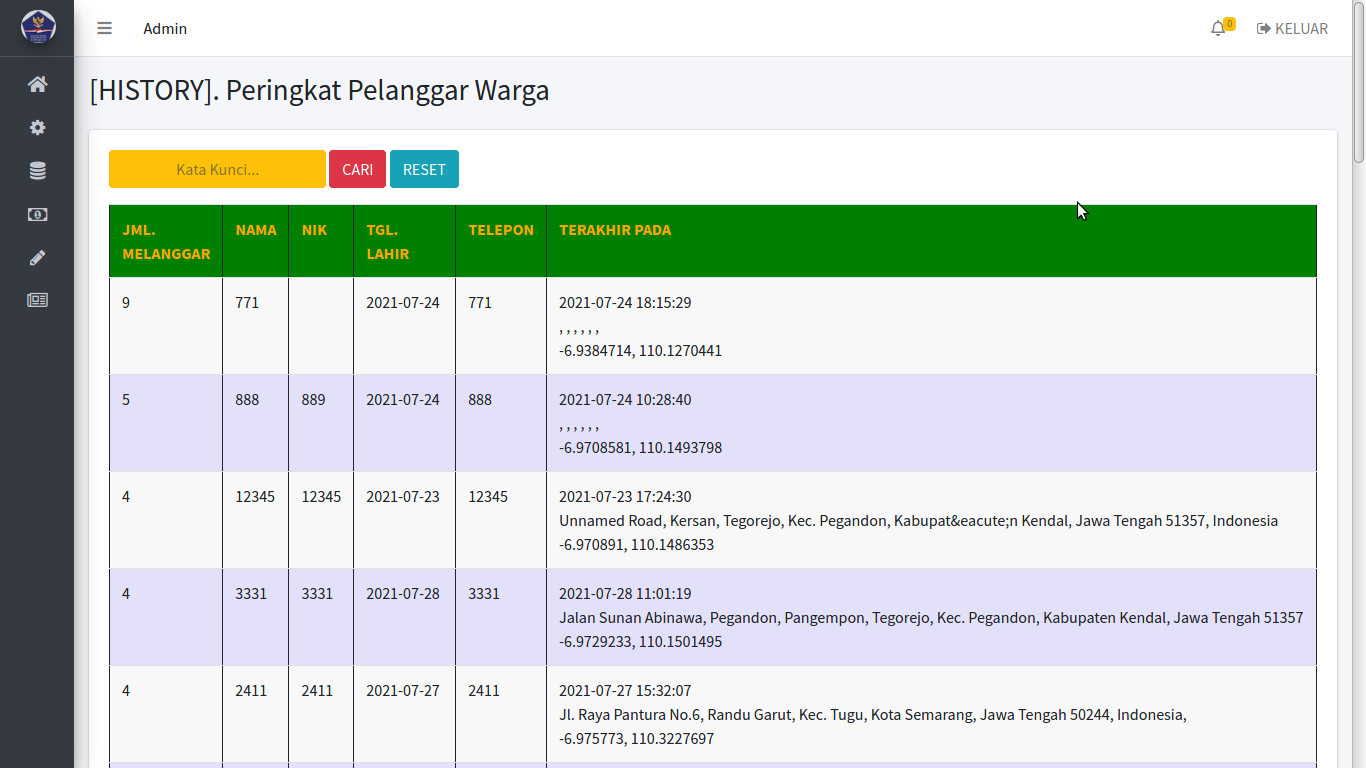 Admin
0
KELUAR
[HISTORY]. Peringkat Pelanggar Warga
Kata Kunci...
CARI
RESET
JML. MELANGGAR
NAMA
NIK
TGL. LAHIR
TELEPON
TERAKHIR PADA
9
771
2021-07-24
771
2021-07-24 18:15:29
, , , , , ,
-6.9384714, 110.1270441
5
888
889
2021-07-24
888
2021-07-24 10:28:40
, , , , , ,
-6.9708581, 110.1493798
4
12345
12345
2021-07-23
12345
2021-07-23 17:24:30
Unnamed Road, Kersan, Tegorejo, Kec. Pegandon, Kabupat&eacute;n Kendal, Jawa Tengah 51357, Indonesia
-6.970891, 110.1486353
4
3331
3331
2021-07-28
3331
2021-07-28 11:01:19
Jalan Sunan Abinawa, Pegandon, Pangempon, Tegorejo, Kec. Pegandon, Kabupaten Kendal, Jawa Tengah 51357
-6.9729233, 110.1501495
4
2411
2411
2021-07-27
2411
2021-07-27 15:32:07
Jl. Raya Pantura No.6, Randu Garut, Kec. Tugu, Kota Semarang, Jawa Tengah 50244, Indonesia,
-6.975773, 110.3227697